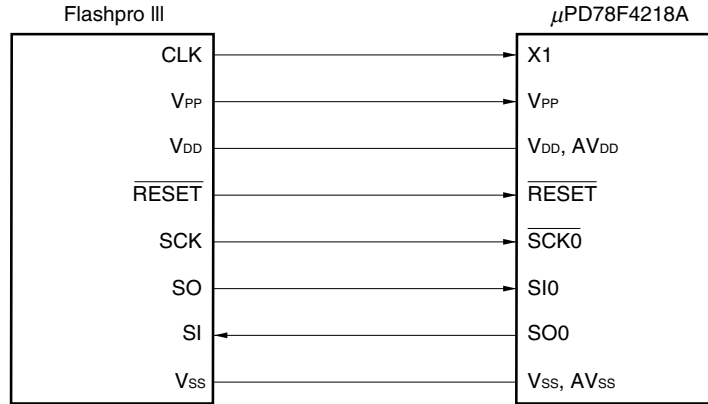 Flashpro III μPD78F4218A
CLK X1
VPP VPP
VDD VDD, AVDD
RESET RESET
SCK SCK0
SO SI0
SI SO0
VSS VSS, AVSS